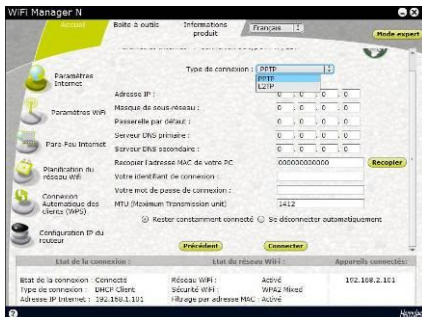 WiFi Manager N
Accueil
Boîte à outils
Informations produit
Français
Mode expert
Type de connexion : PPTP
PPTP
L2TP
Paramètres Internet
Paramètres WiFi
Pare-Feu Internet
Planification du réseau Wifi
Connexion Automatique des clients (WPS)
Configuration IP du routeur
Adresse IP : 0 . 0 . 0 . 0
Masque de sous-réseau : 0 . 0 . 0 . 0
Passerelle par défaut : 0 . 0 . 0 . 0
Serveur DNS primaire : 0 . 0 . 0 . 0
Serveur DNS secondaire : 0 . 0 . 0 . 0
Recopier l'adresse MAC de votre PC 000000000000 Recopier
Votre identifiant de connexion :
Votre mot de passe de connexion :
MTU (Maximum Transmission unit) 1412
Rester constamment connecté Se déconnecter automatiquement
Précédent Connecter
Etat de la connexion : Etat du réseau WiFi : Appareils connectés:
Etat de la connexion : Connecté Réseau WiFi : Activé 192.168.2.101
Type de connexion : DHCP Client Sécurité WiFi : WPA2 Mixed
Adresse IP Internet : 192.168.1.101 Filtrage par adresse MAC : Activé
Hercules